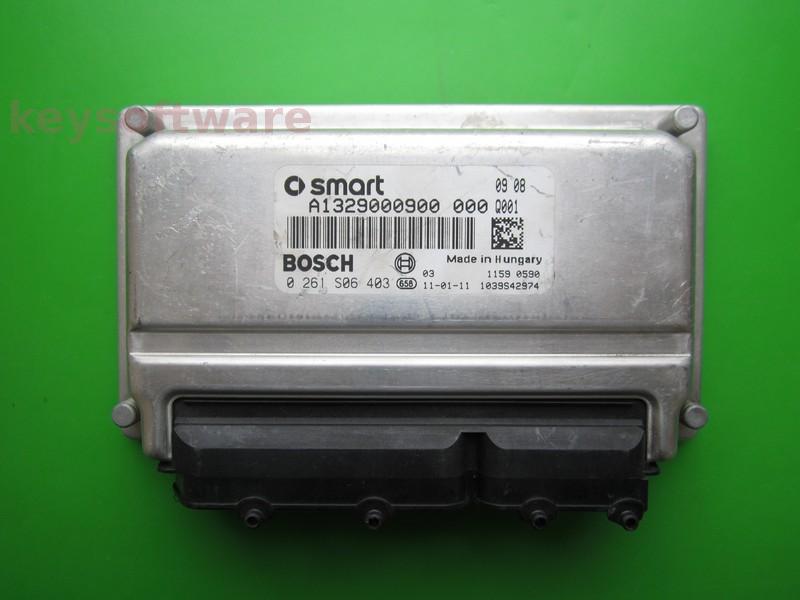 keysoftware
smart 09 08
A1329000900 000 Q001
BOSCH Made in Hungary
03 1159 0590
0 261 S06 403 658 11-01-11 1039S42974